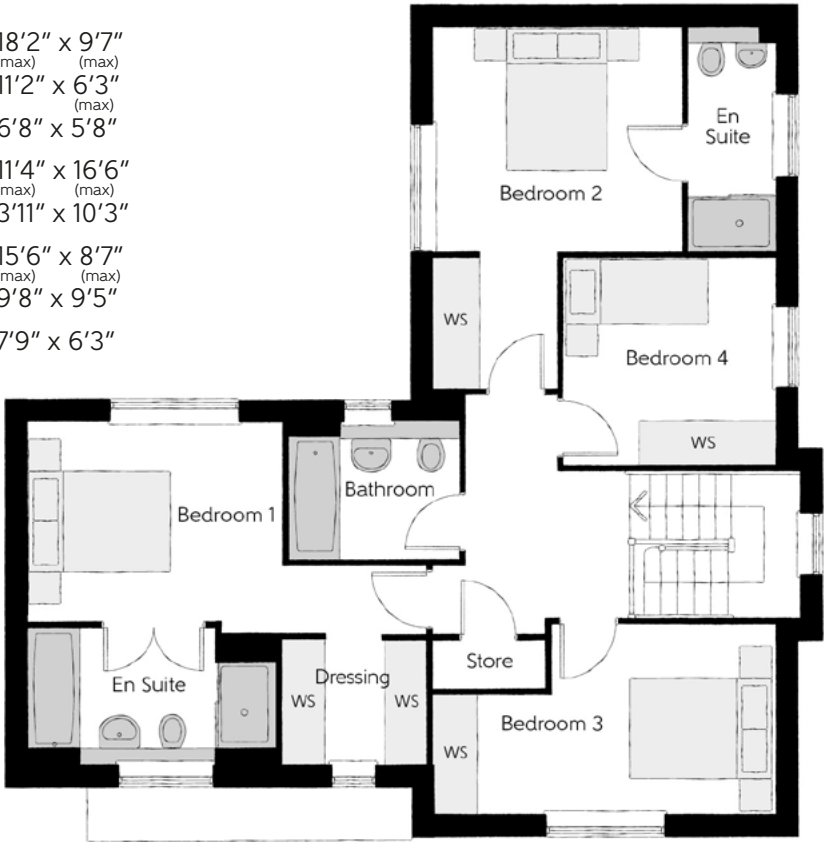 18'2" x 9'7"
(max) (max)
11'2" x 6'3"
(max)
6'8" x 5'8"
11'4" x 16'6"
(max) (max)
3'11" x 10'3"
15'6" x 8'7"
(max) (max)
9'8" x 9'5"
7'9" x 6'3"
En
Suite
Bedroom 2
WS
Bedroom 4
WS
Bathroom
Bedroom 1
Store
Dressing
En Suite
WS
WS
Bedroom 3
WS